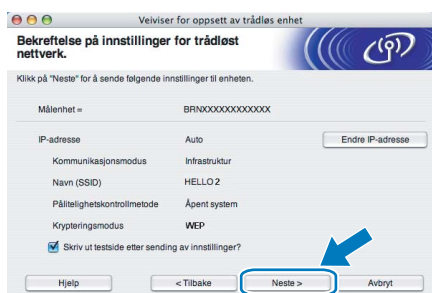 Veiviser for oppsett av trådløs enhet
Bekreftelse på innstillinger for trådløst
nettverk.
Klikk på "Neste" for å sende følgende innstillinger til enheten.
Målenhet = BRNXXXXXXXXXXXX
IP-adresse Auto Endre IP-adresse
Kommunikasjonsmodus Infrastruktur
Navn (SSID) HELLO 2
Pålitelighetskontrollmetode Åpent system
Krypteringsmodus WEP
Skriv ut testside etter sending av innstillinger?
Hjelp < Tilbake Neste > Avbryt